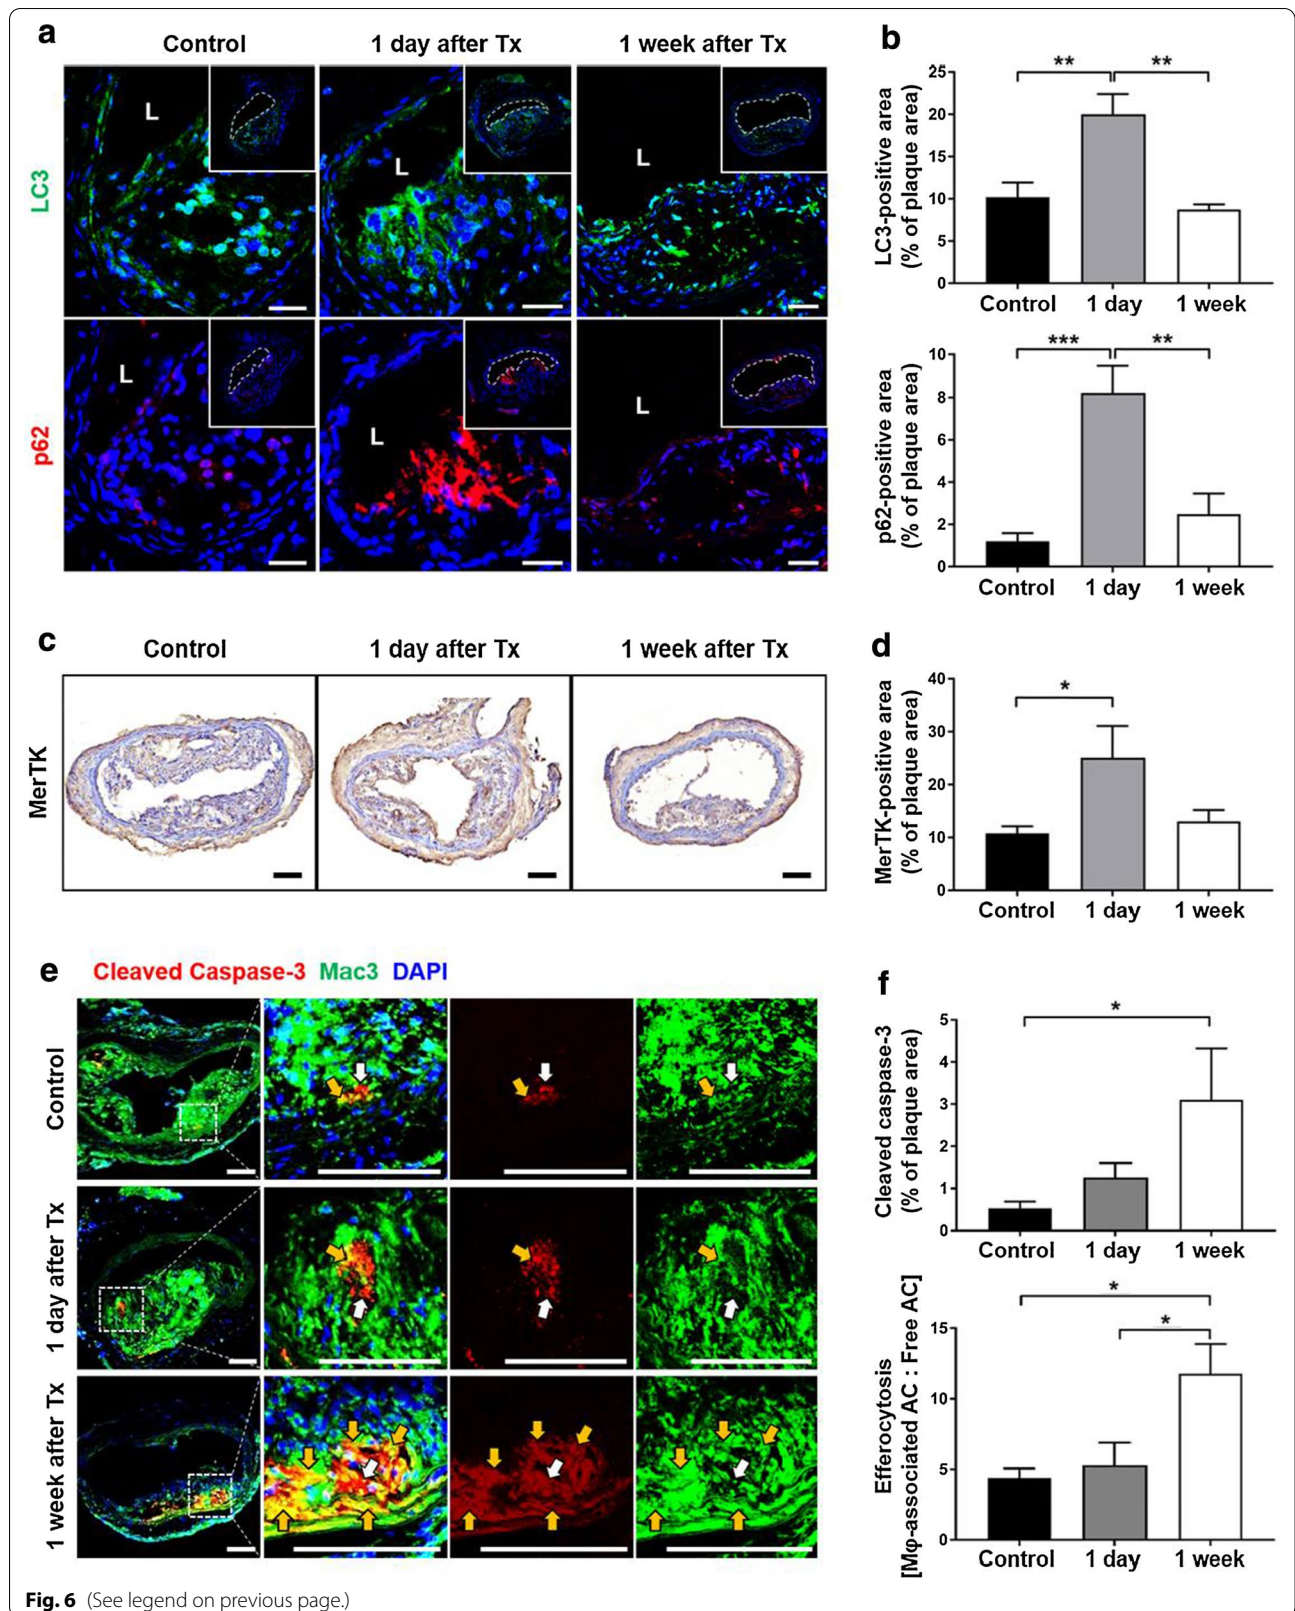 a
Control
1 day after Tx
1 week after Tx
LC3
L
L
L
p62
L
L
L
b
LC3-positive area
(% of plaque area)
25
20
15
10
5
0
**
**
Control
1 day
1 week
p62-positive area
(% of plaque area)
10
8
6
4
2
0
***
**
Control
1 day
1 week
c
Control
1 day after Tx
1 week after Tx
MerTK
d
MerTK-positive area
(% of plaque area)
40
30
20
10
0
*
Control
1 day
1 week
e
Cleaved Caspase-3 Mac3 DAPI
Control
1 day after Tx
1 week after Tx
f
Cleaved caspase-3
(% of plaque area)
5
4
3
2
1
0
*
Control
1 day
1 week
Efferocytosis
[Mφ-associated AC : Free AC]
15
10
5
0
*
*
Control
1 day
1 week
Fig. 6 (See legend on previous page.)